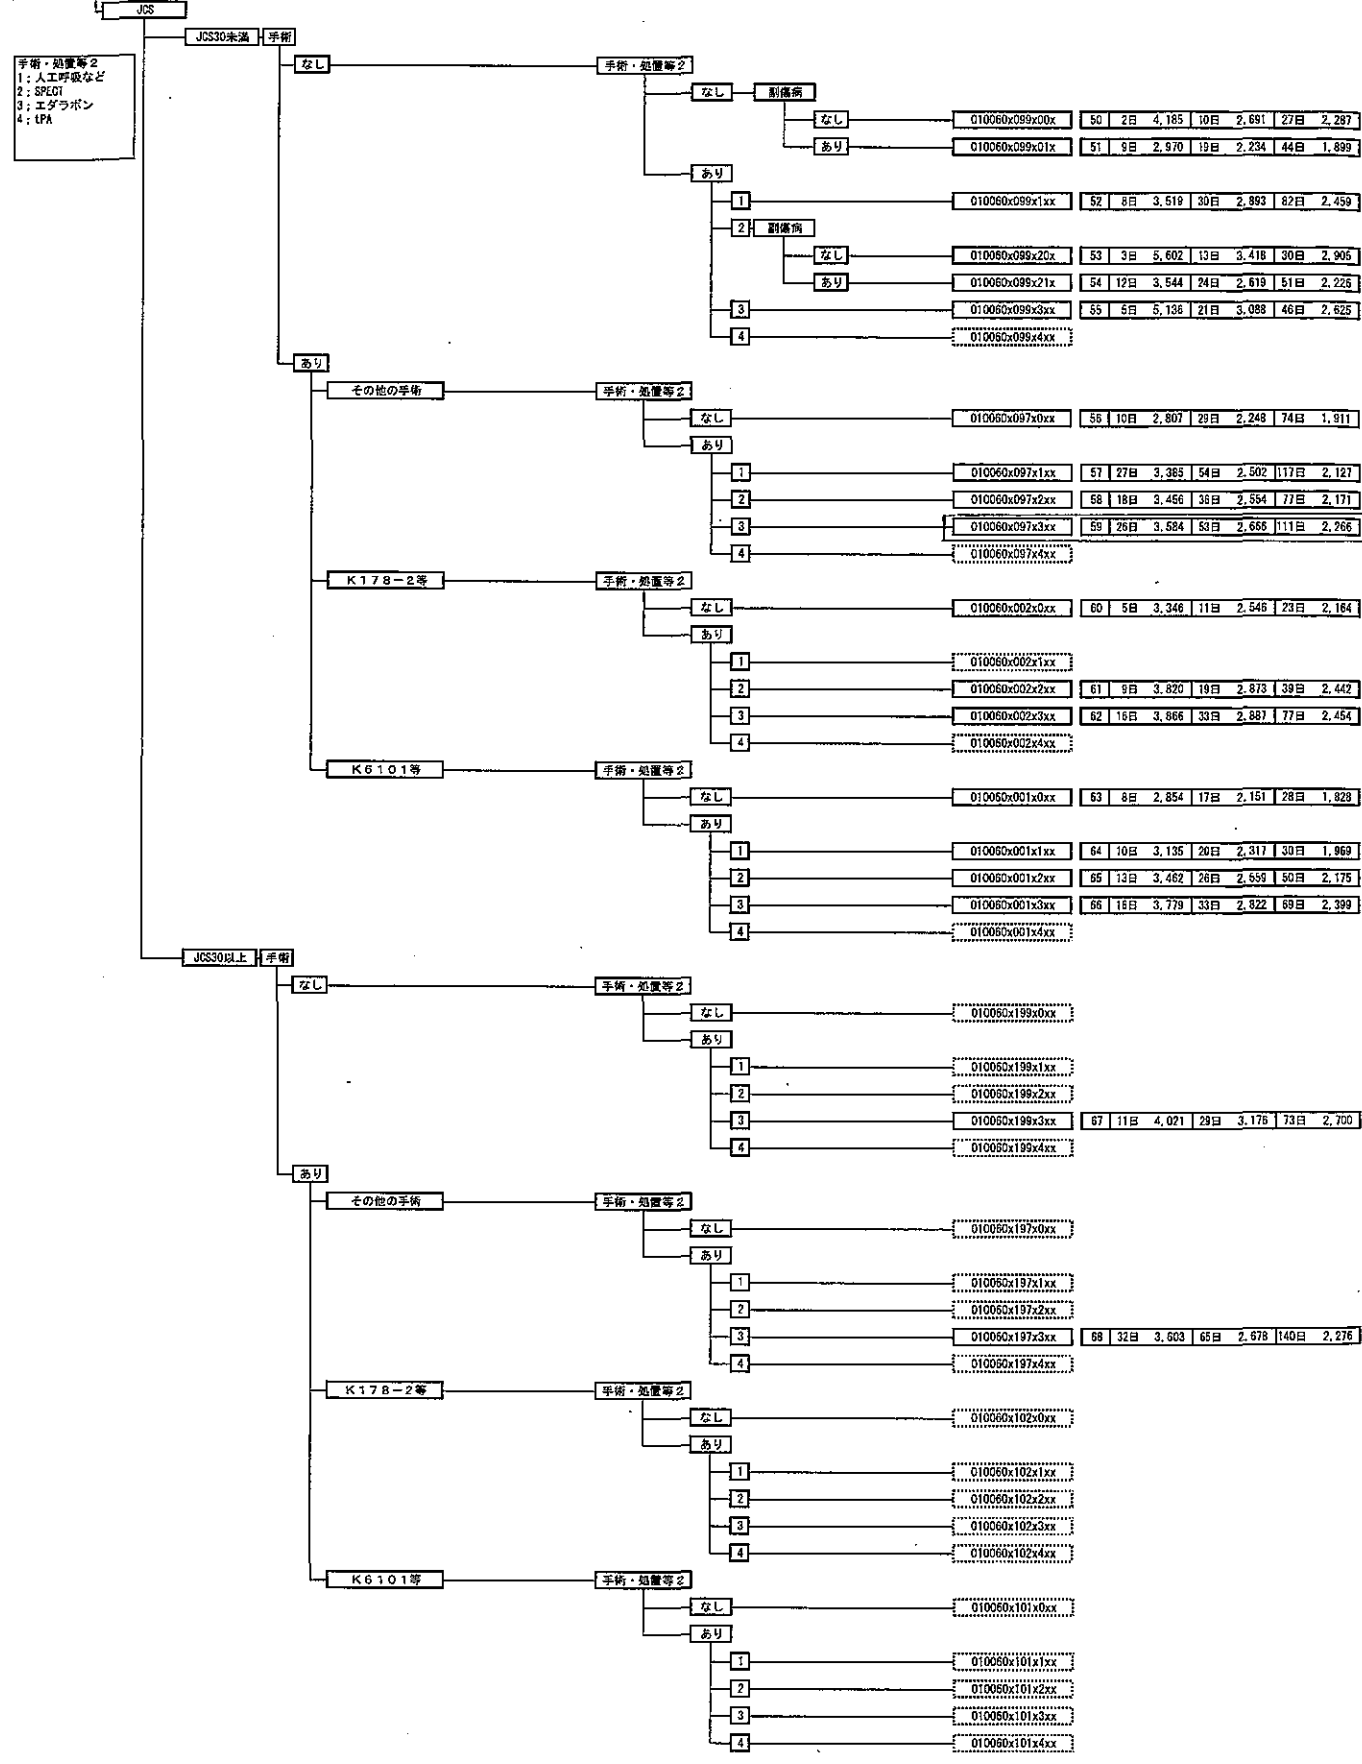 JCS
JCS30未満 手術
手術・処置等2
1；人工呼吸など
2；SPECT
3；エダラボン
4；tPA
なし 手術・処置等2
なし 副傷病
なし 010060x099x00x 50 2日 4,185 10日 2,691 27日 2,287
あり 010060x099x01x 51 9日 2,970 19日 2,234 44日 1,899
あり
1 010060x099x1xx 52 8日 3,519 30日 2,893 82日 2,459
2 副傷病
なし 010060x099x20x 53 3日 5,602 13日 3,418 30日 2,905
あり 010060x099x21x 54 12日 3,544 24日 2,619 51日 2,226
3 010060x099x3xx 55 5日 5,136 21日 3,088 46日 2,625
4 010060x099x4xx
あり
その他の手術 手術・処置等2
なし 010060x097x0xx 56 10日 2,807 29日 2,248 74日 1,911
あり
1 010060x097x1xx 57 27日 3,385 54日 2,502 117日 2,127
2 010060x097x2xx 58 18日 3,456 36日 2,554 77日 2,171
3 010060x097x3xx 59 26日 3,584 53日 2,666 111日 2,266
4 010060x097x4xx
K178-2等 手術・処置等2
なし 010060x002x0xx 60 5日 3,346 11日 2,546 23日 2,164
あり
1 010060x002x1xx
2 010060x002x2xx 61 9日 3,820 19日 2,873 39日 2,442
3 010060x002x3xx 62 16日 3,866 33日 2,887 77日 2,454
4 010060x002x4xx
K6101等 手術・処置等2
なし 010060x001x0xx 63 8日 2,854 17日 2,151 28日 1,828
あり
1 010060x001x1xx 64 10日 3,135 20日 2,317 30日 1,969
2 010060x001x2xx 65 13日 3,462 26日 2,559 50日 2,175
3 010060x001x3xx 66 16日 3,779 33日 2,822 69日 2,399
4 010060x001x4xx
JCS30以上 手術
なし 手術・処置等2
なし 010060x199x0xx
あり
1 010060x199x1xx
2 010060x199x2xx
3 010060x199x3xx 67 11日 4,021 29日 3,176 73日 2,700
4 010060x199x4xx
あり
その他の手術 手術・処置等2
なし 010060x197x0xx
あり
1 010060x197x1xx
2 010060x197x2xx
3 010060x197x3xx 68 32日 3,603 65日 2,678 140日 2,276
4 010060x197x4xx
K178-2等 手術・処置等2
なし 010060x102x0xx
あり
1 010060x102x1xx
2 010060x102x2xx
3 010060x102x3xx
4 010060x102x4xx
K6101等 手術・処置等2
なし 010060x101x0xx
あり
1 010060x101x1xx
2 010060x101x2xx
3 010060x101x3xx
4 010060x101x4xx